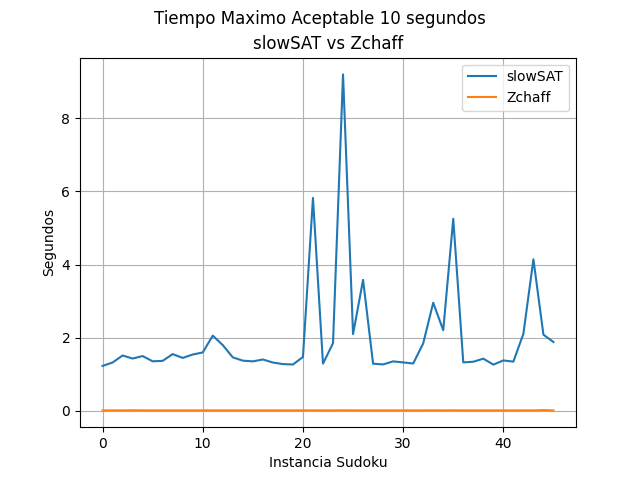 Tiempo Maximo Aceptable 10 segundos
slowSAT vs Zchaff
slowSAT
Zchaff
8
6
4
2
0
Segundos
0 10 20 30 40
Instancia Sudoku